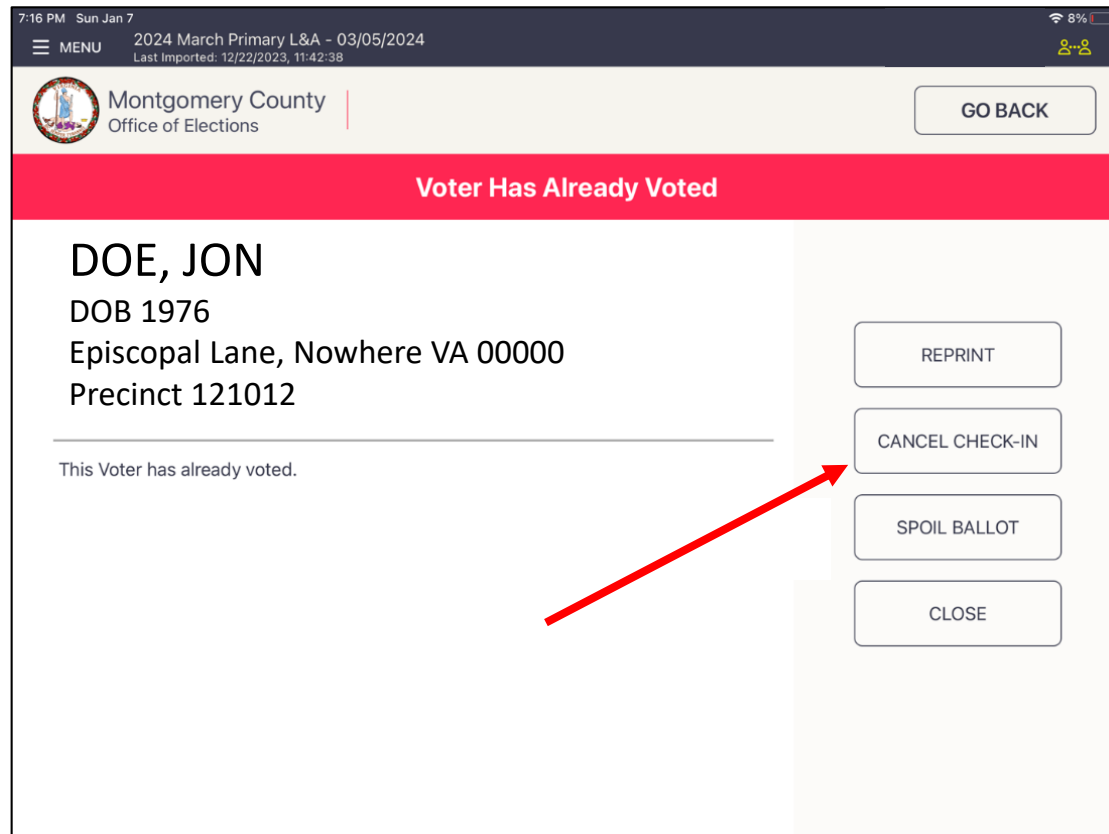 7:16 PM Sun Jan 7
8%
MENU
2024 March Primary L&A - 03/05/2024
Last Imported: 12/22/2023, 11:42:38
Montgomery County
Office of Elections
GO BACK
Voter Has Already Voted
DOE, JON
DOB 1976
Episcopal Lane, Nowhere VA 00000
Precinct 121012
This Voter has already voted.
REPRINT
CANCEL CHECK-IN
SPOIL BALLOT
CLOSE